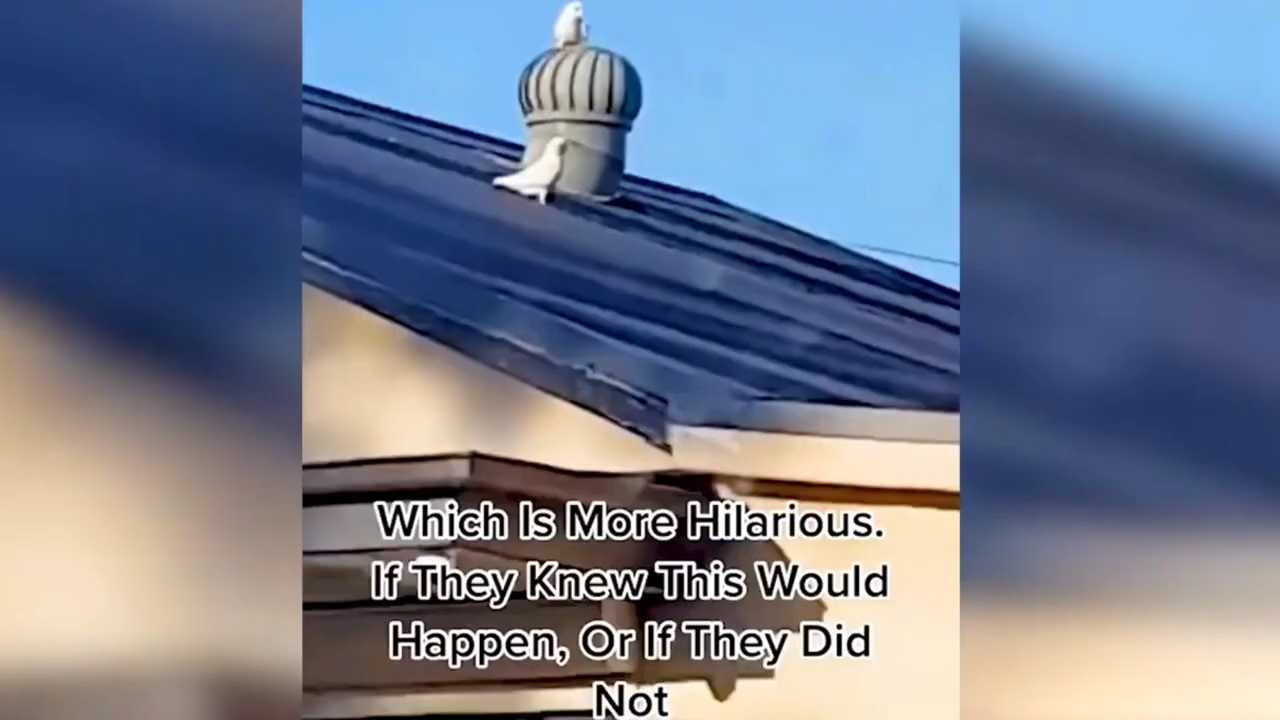 Which Is More Hilarious.
If They Knew This Would
Happen, Or If They Did
Not